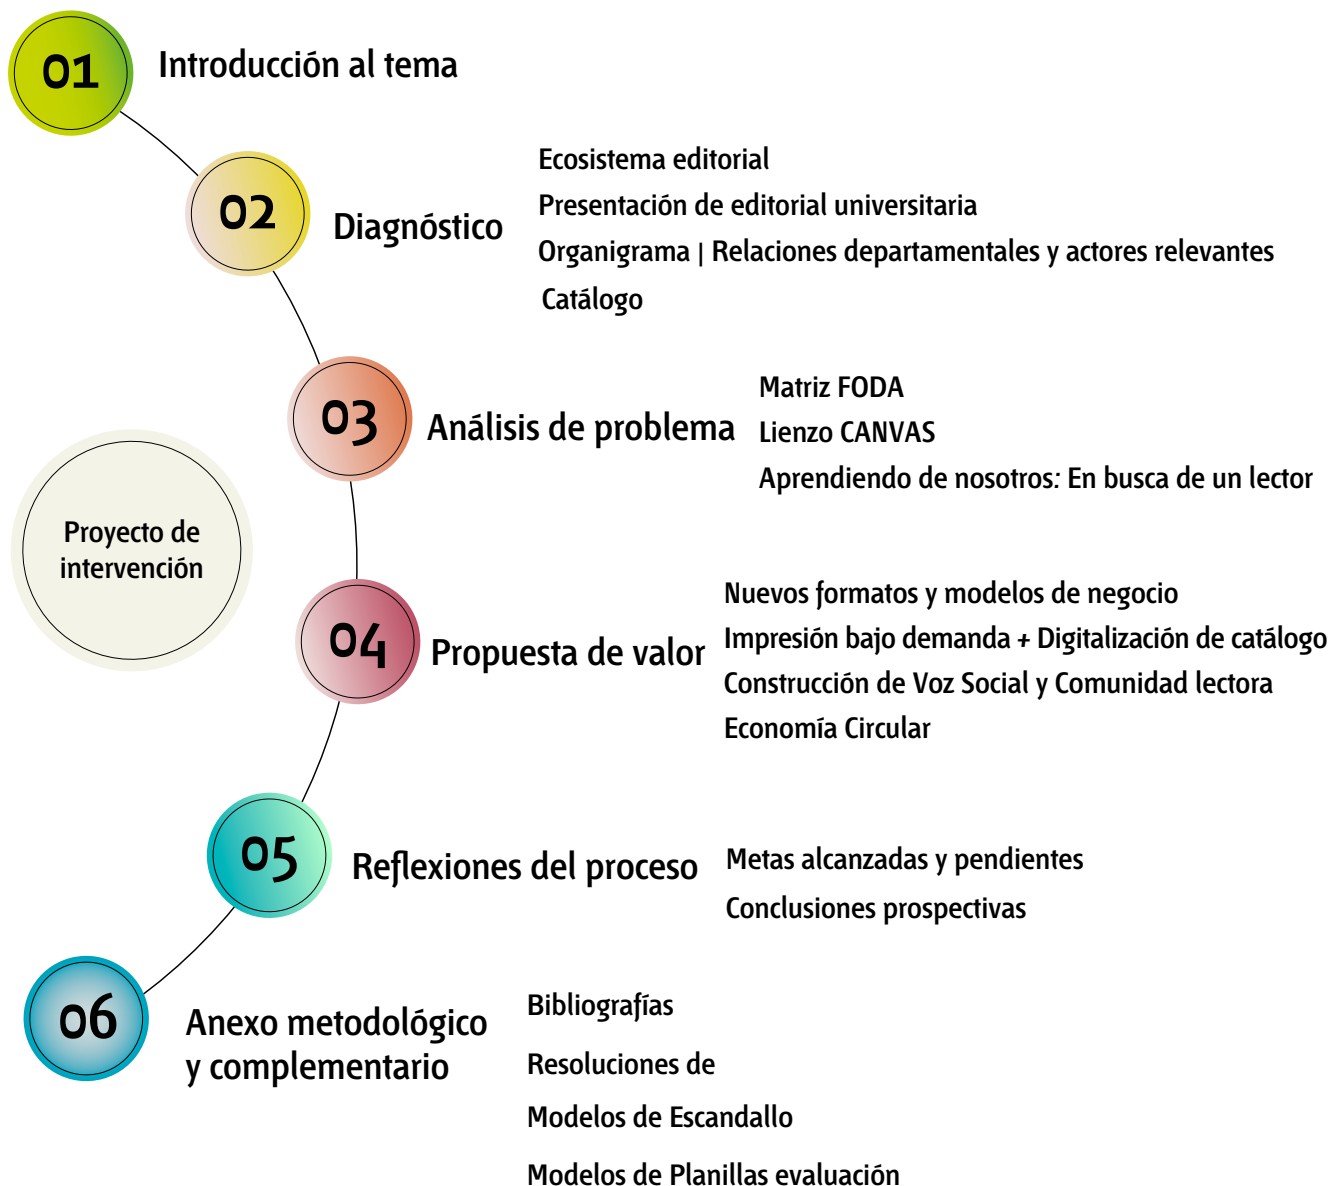 01
Introducción al tema
02
Diagnóstico
Ecosistema editorial
Presentación de editorial universitaria
Organigrama | Relaciones departamentales y actores relevantes
Catálogo
03
Análisis de problema
Matriz FODA
Lienzo CANVAS
Aprendiendo de nosotros: En busca de un lector
Proyecto de
intervención
04
Propuesta de valor
Nuevos formatos y modelos de negocio
Impresión bajo demanda + Digitalización de catálogo
Construcción de Voz Social y Comunidad lectora
Economía Circular
05
Reflexiones del proceso
Metas alcanzadas y pendientes
Conclusiones prospectivas
06
Anexo metodológico
y complementario
Bibliografías
Resoluciones de
Modelos de Escandallo
Modelos de Planillas evaluación